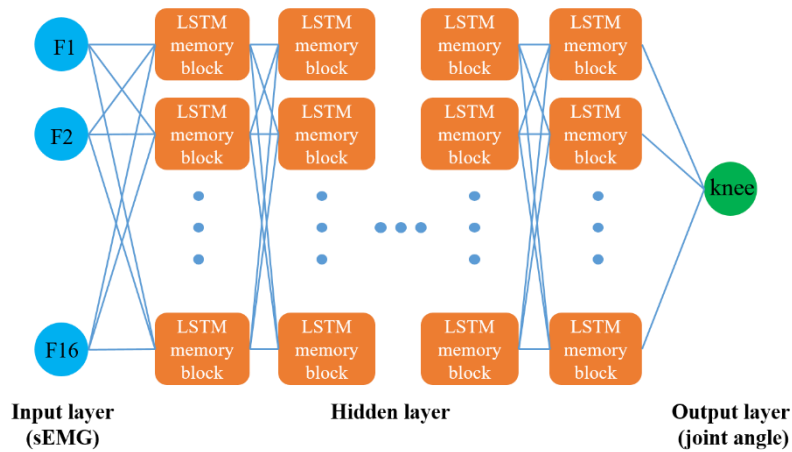 F1
LSTM
memory
block
LSTM
memory
block
LSTM
memory
block
LSTM
memory
block
F2
LSTM
memory
block
LSTM
memory
block
LSTM
memory
block
LSTM
memory
block
knee
F16
LSTM
memory
block
LSTM
memory
block
LSTM
memory
block
LSTM
memory
block
Input layer
(sEMG)
Hidden layer
Output layer
(joint angle)